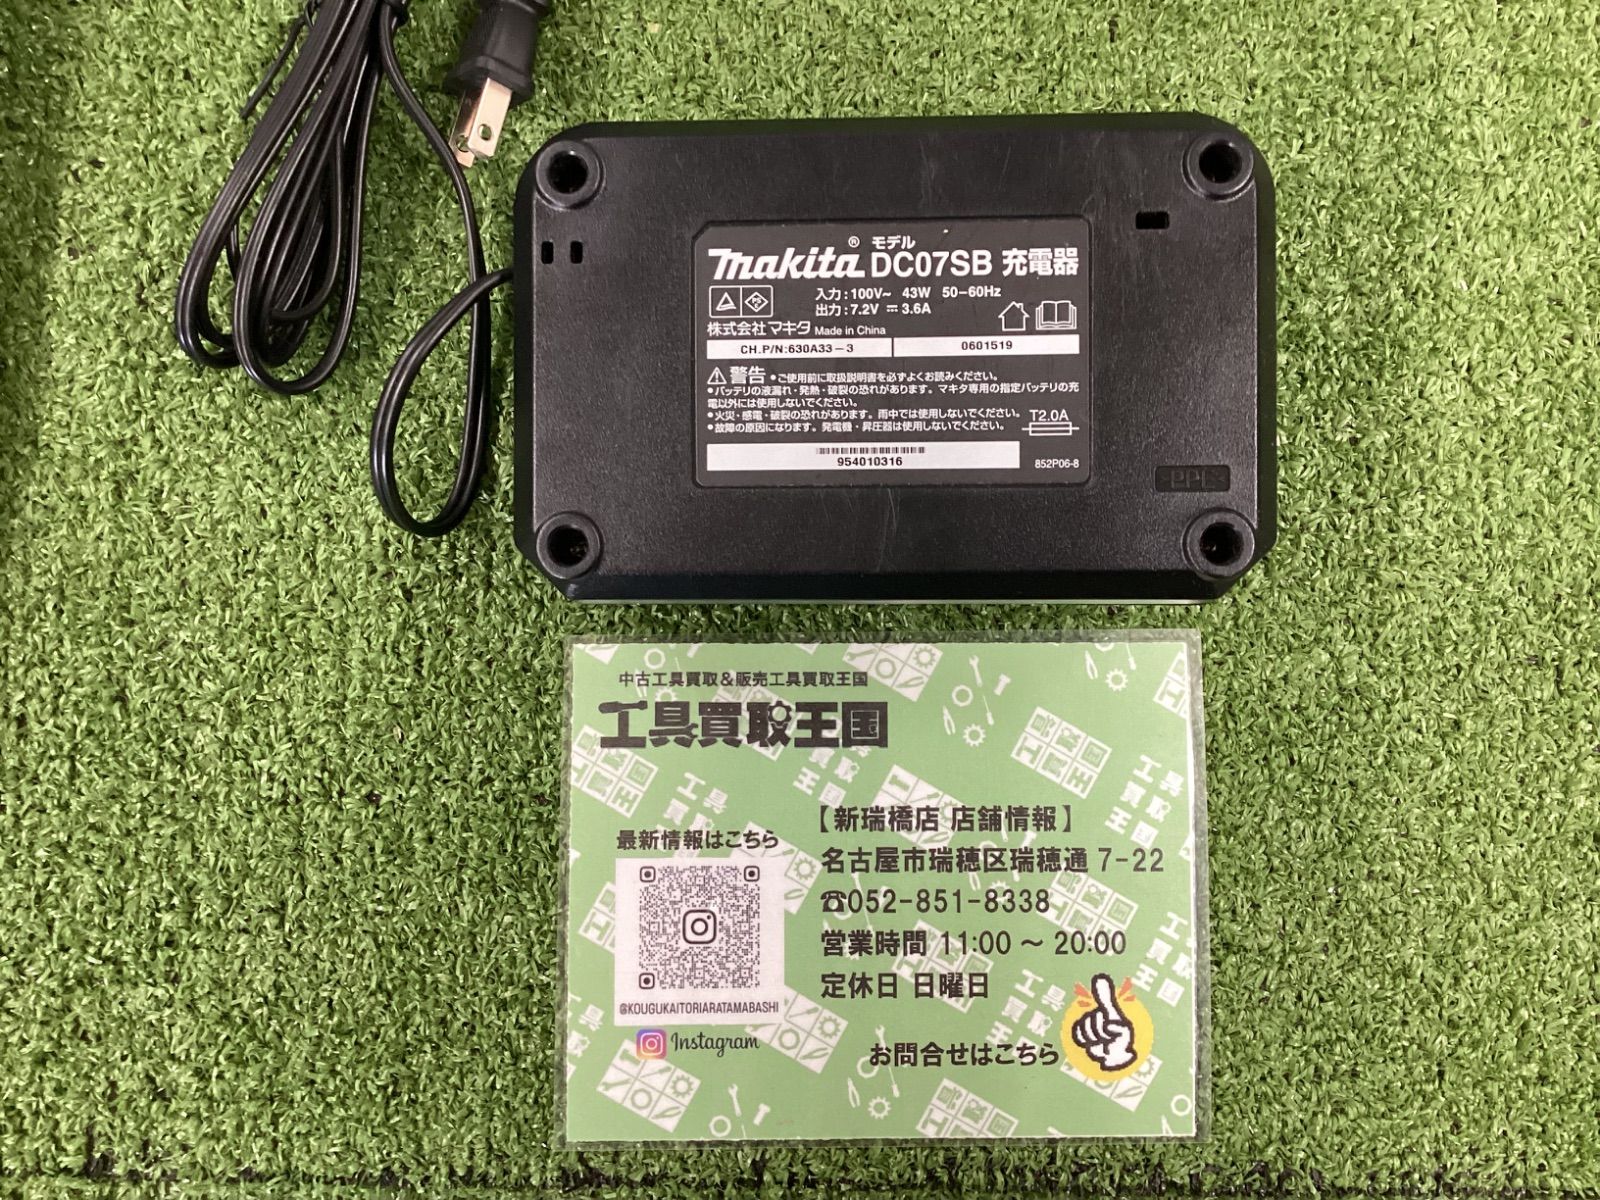 makita® モデル DC07SB 充電器
入力:100V~ 43W 50-60Hz
出力:7.2V ⎓ 3.6A
株式会社マキタ Made in China
CH.P/N:630A33-3 0601519
⚠警告 •ご使用前に取扱説明書を必ずよくお読みください。
•バッテリの液漏れ・発熱・破裂の恐れがあります。マキタ専用の指定バッテリの充
電以外には使用しないでください。
•火災・感電・破裂の恐れがあります。雨中では使用しないでください。
•故障の原因になります。発電機・昇圧器は使用しないでください。
T2.0A
954010316
852P06-8
>PPE<
中古工具買取&販売工具買取王国
工具買取王国
最新情報はこちら
@KOUGUKAITORIARATAMABASHI
Instagram
【新瑞橋店 店舗情報】
名古屋市瑞穂区瑞穂通 7-22
☎052-851-8338
営業時間 11:00 ~ 20:00
定休日 日曜日
お問合せはこちら